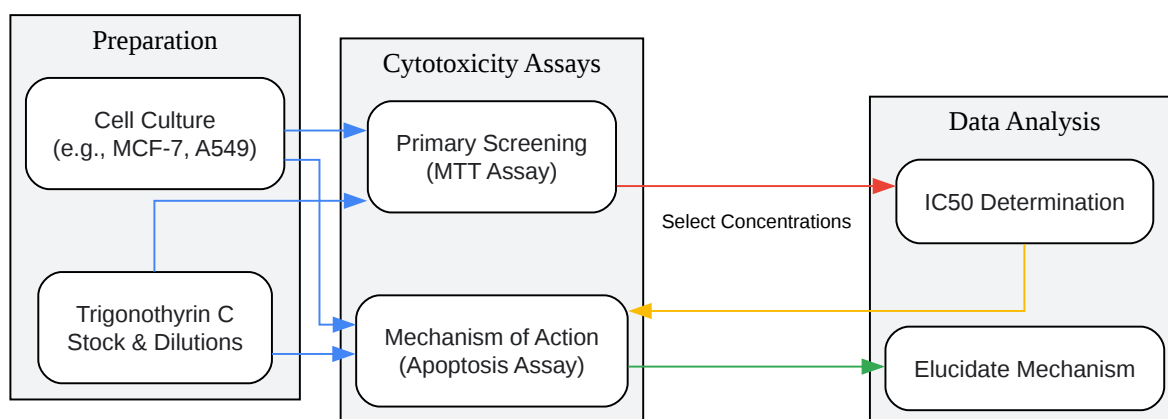 Preparation
Cell Culture
(e.g., MCF-7, A549)
Trigonothyrin C
Stock & Dilutions
Cytotoxicity Assays
Primary Screening
(MTT Assay)
Mechanism of Action
(Apoptosis Assay)
Select Concentrations
Data Analysis
IC50 Determination
Elucidate Mechanism